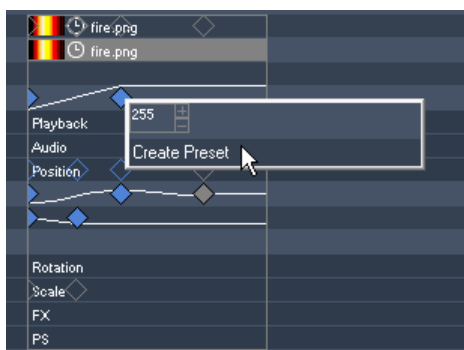 fire.png
fire.png
255
Playback
Audio
Create Preset
Position
Rotation
Scale
FX
PS